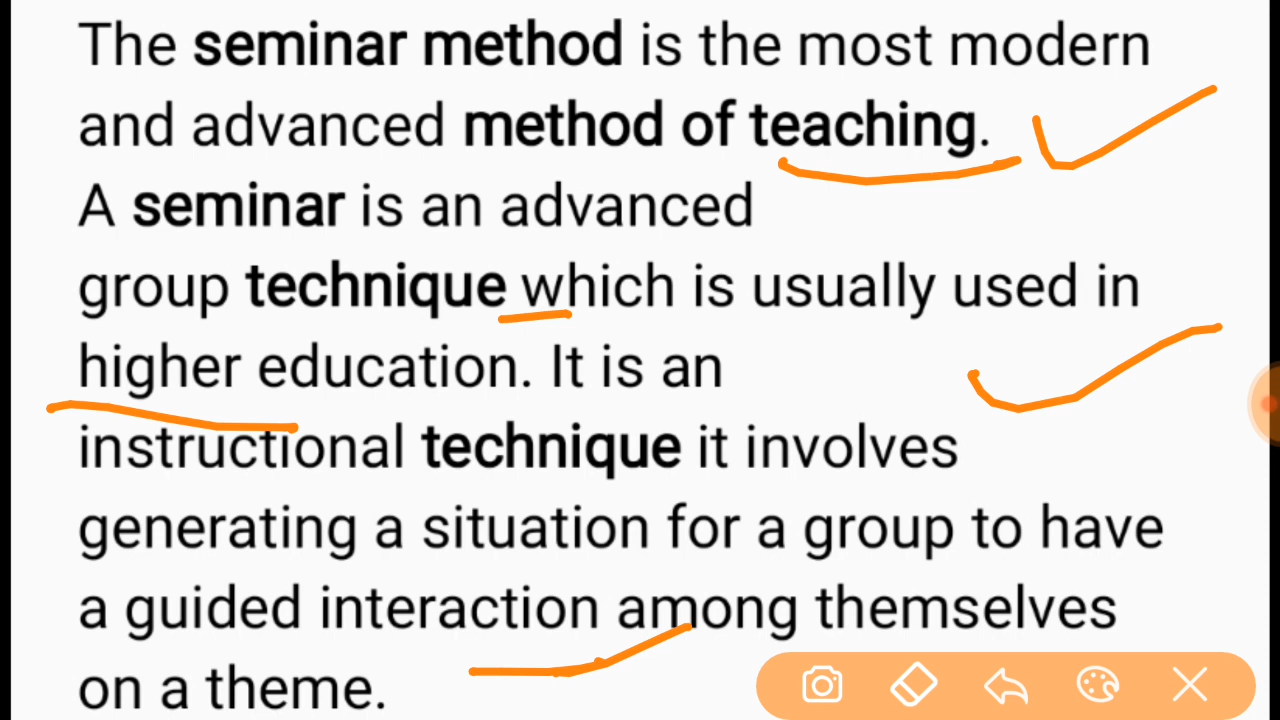 The seminar method is the most modern
and advanced method of teaching.
A seminar is an advanced
group technique which is usually used in
higher education. It is an
instructional technique it involves
generating a situation for a group to have
a guided interaction among themselves
on a theme.